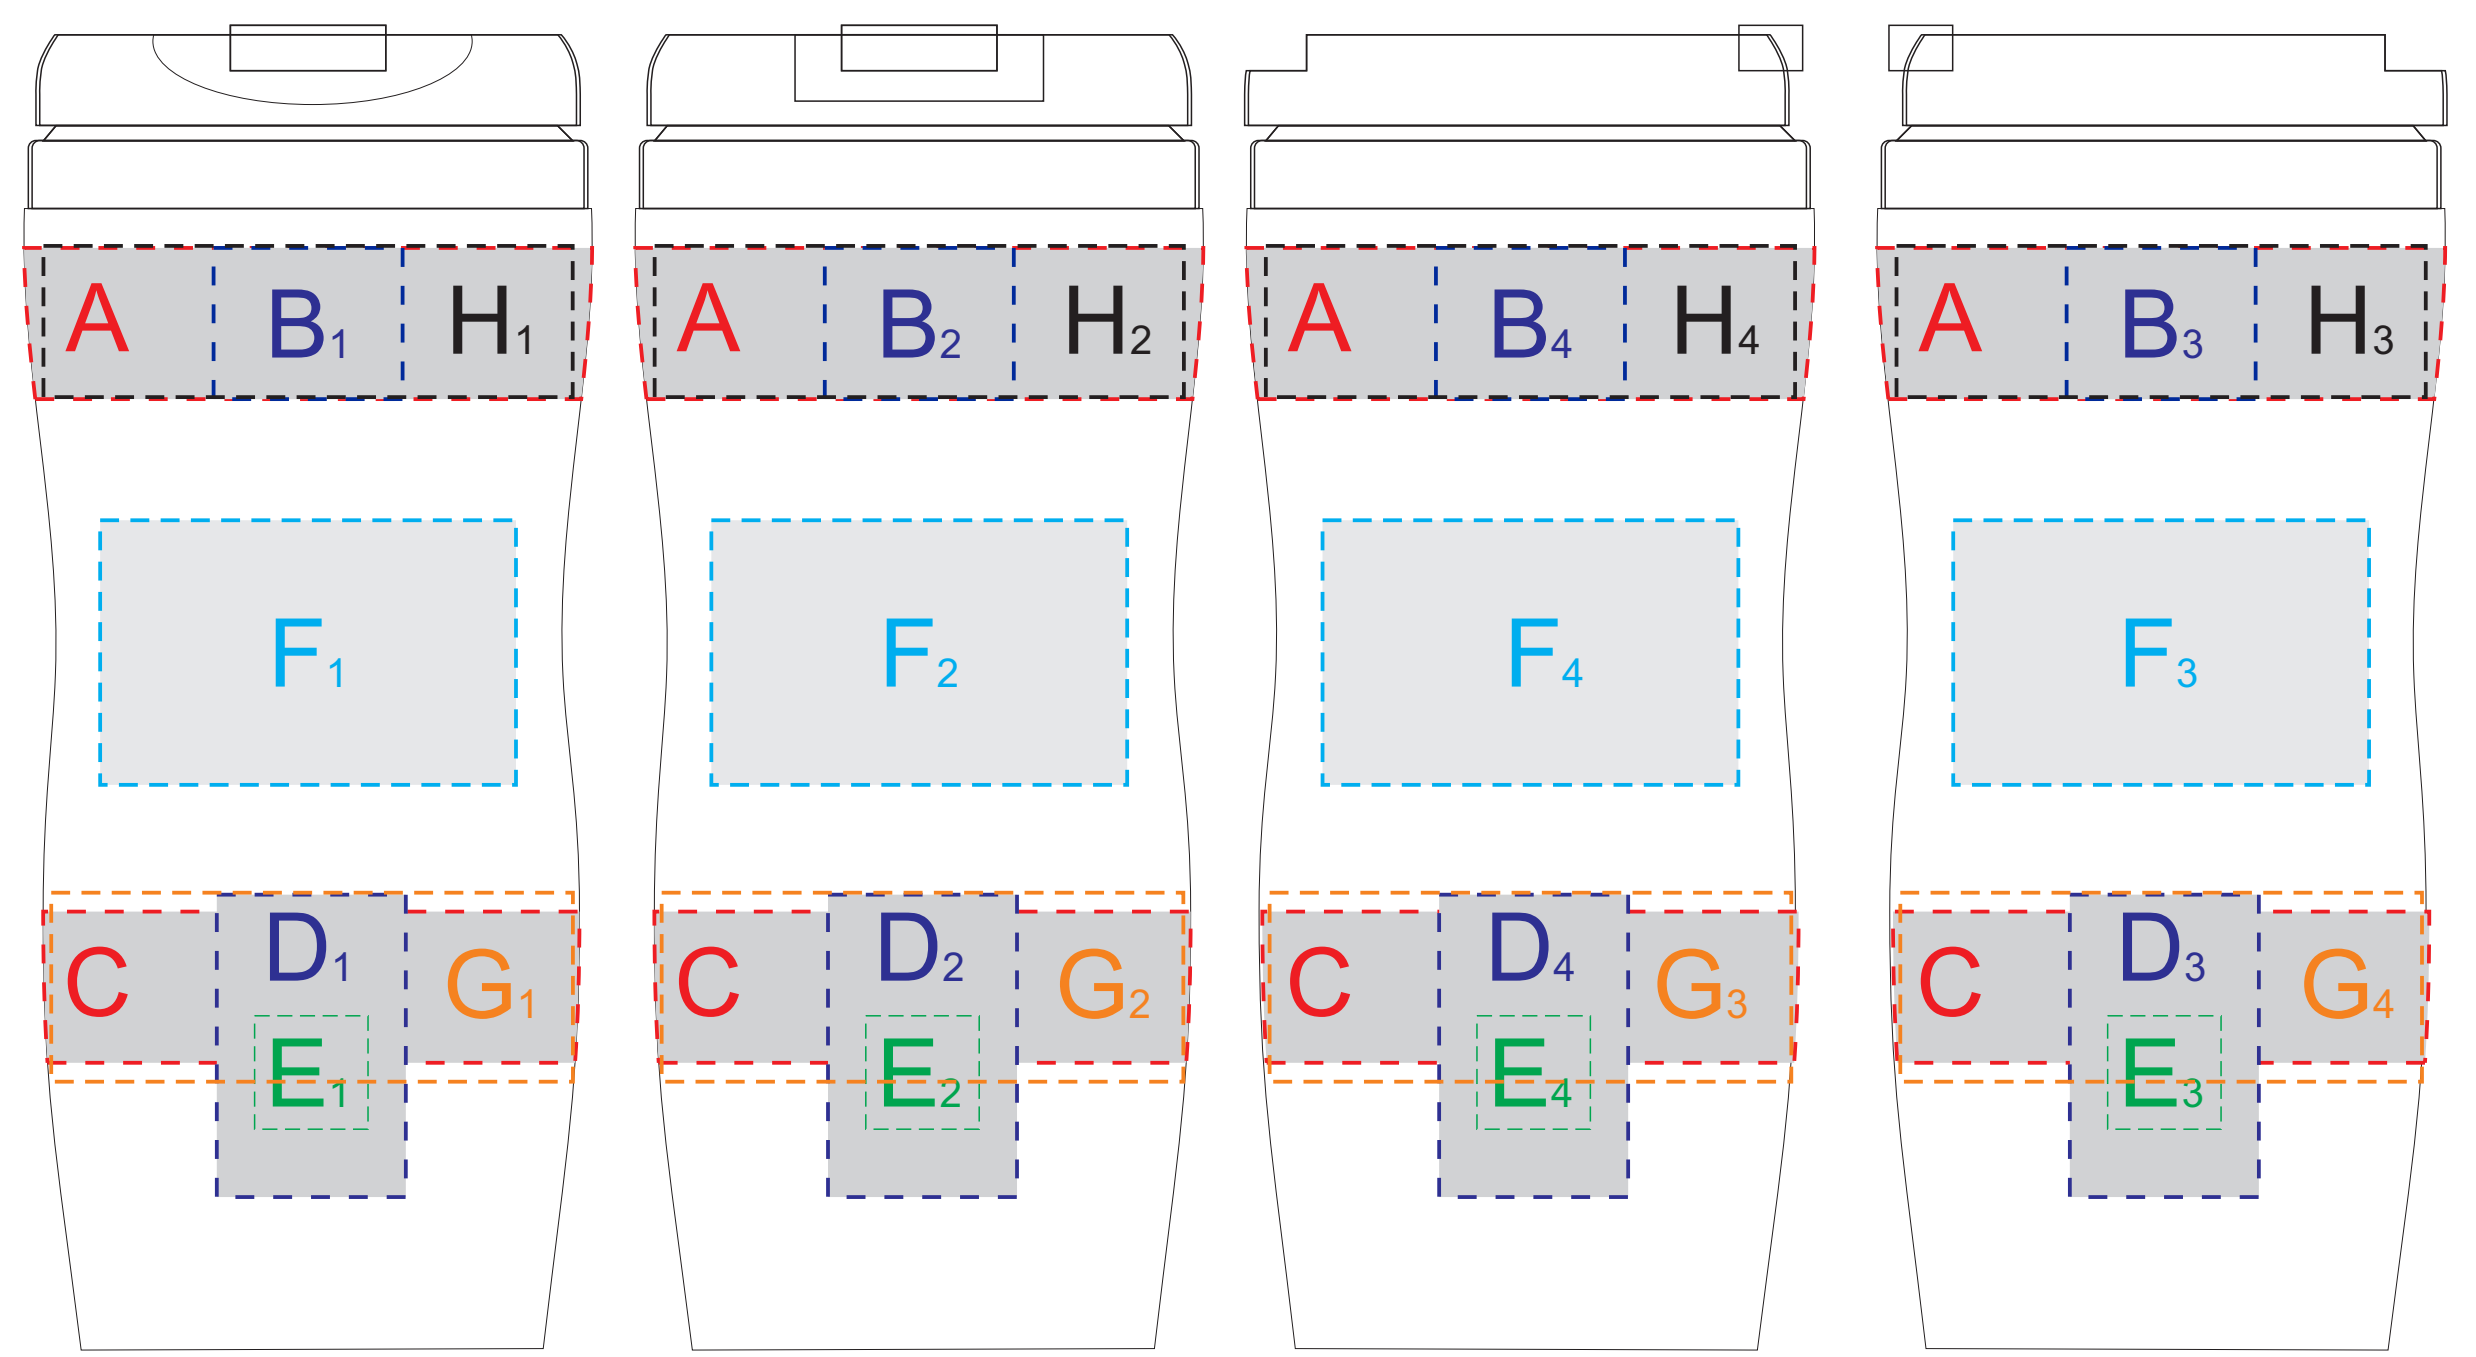 A B1 H1 A B2 H2 A B4 H4 A B3 H3
F1 F2 F4 F3
C D1 G1 C D2 G2 C D4 G3 C D3 G4
E1 E2 E4 E3